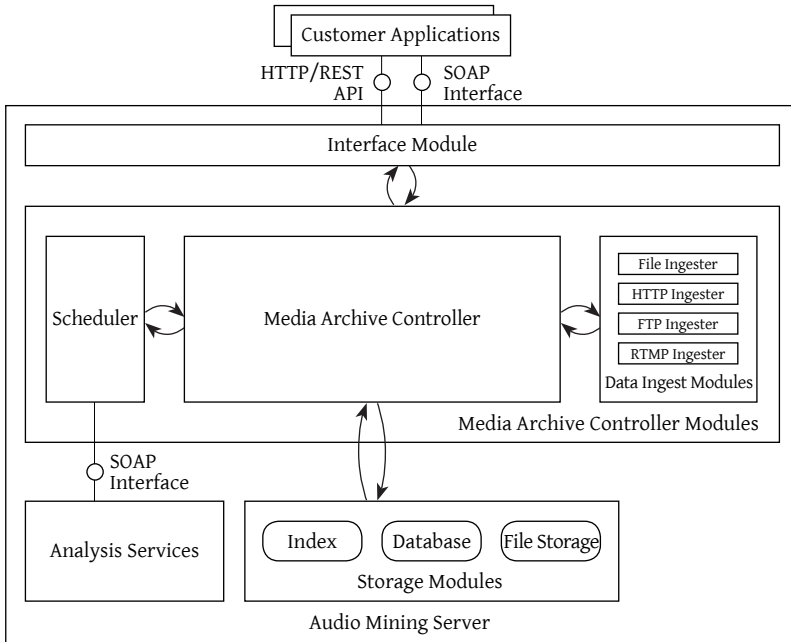 Customer Applications
HTTP/REST
API
SOAP
Interface
Interface Module
Scheduler
Media Archive Controller
File Ingester
HTTP Ingester
FTP Ingester
RTMP Ingester
Data Ingest Modules
Media Archive Controller Modules
SOAP
Interface
Analysis Services
Index
Database
File Storage
Storage Modules
Audio Mining Server